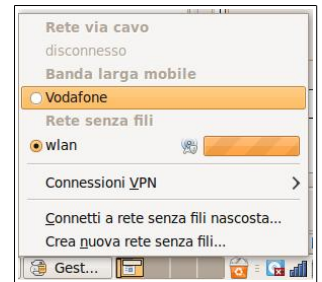 Rete via cavo
disconnesso
Banda larga mobile
Vodafone
Rete senza fili
wlan
Connessioni VPN
Connetti a rete senza fili nascosta...
Crea nuova rete senza fili...
Gest...